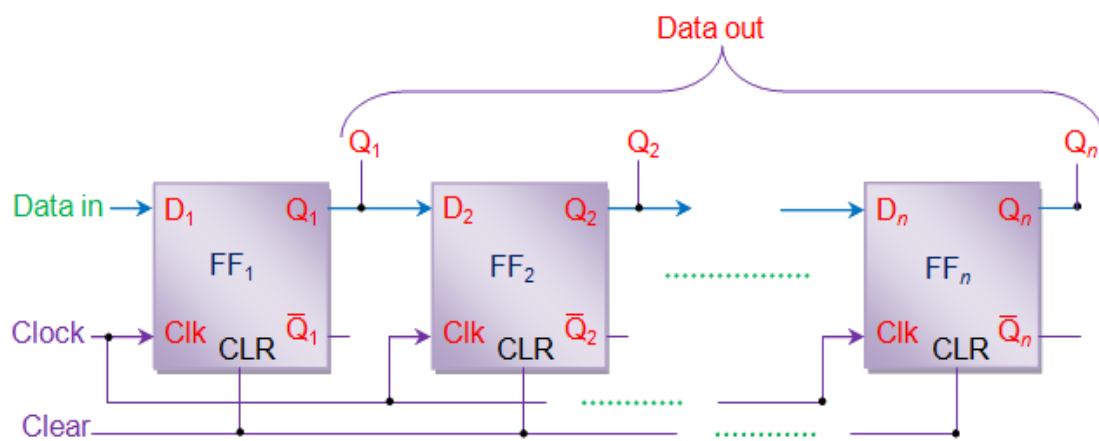 Data out
Q₁ Q₂ Qₙ
Data in D₁ Q₁ D₂ Q₂ Dₙ Qₙ
FF₁ FF₂ FFₙ
Clock Clk Q̅₁ Clk Q̅₂ Clk Q̅ₙ
CLR CLR CLR
Clear